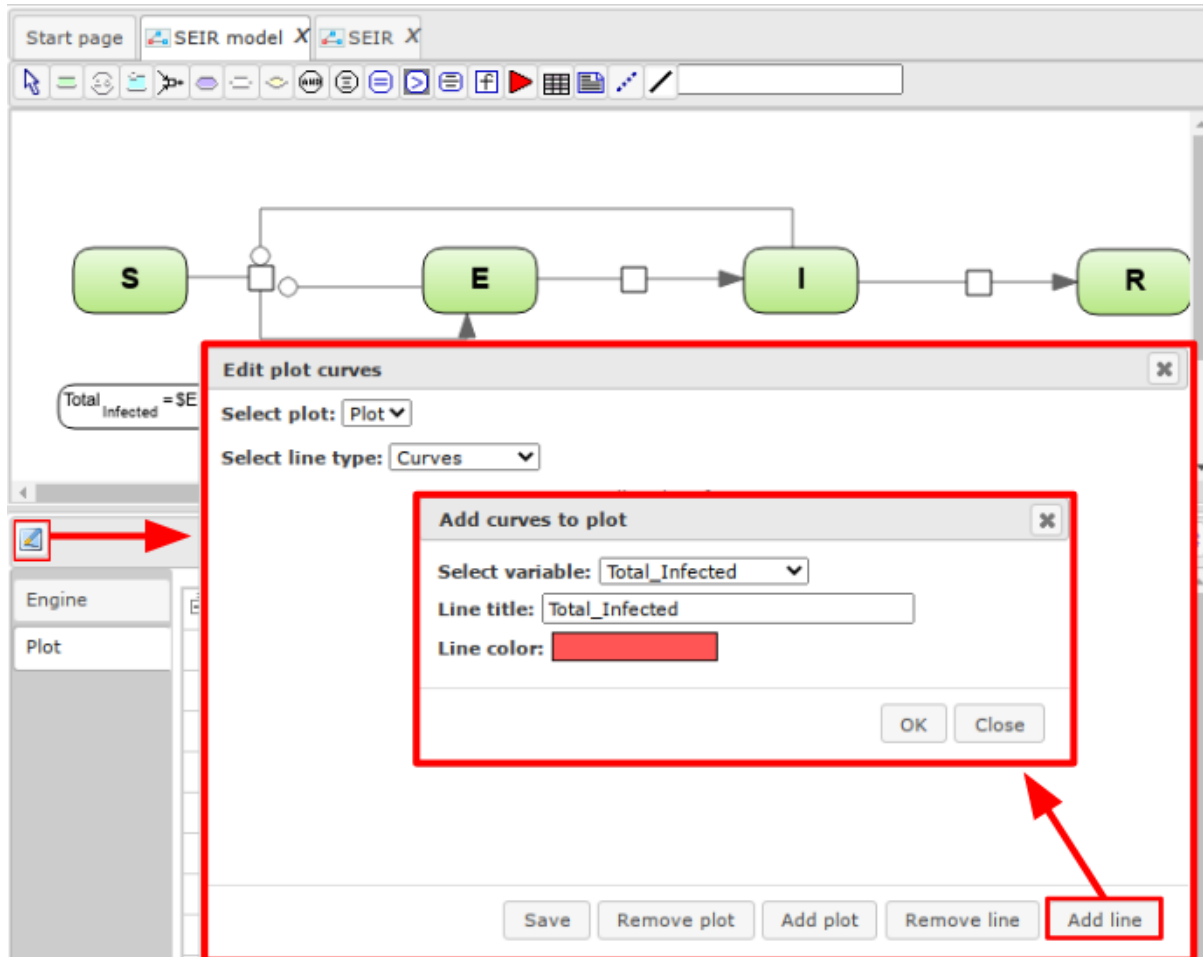 Start page SEIR model X SEIR X
AND f
S E I R
Total Infected = $E
Edit plot curves
Select plot: Plot
Select line type: Curves
Add curves to plot
Select variable: Total_Infected
Line title: Total_Infected
Line color:
OK Close
Engine
Plot
Save Remove plot Add plot Remove line Add line